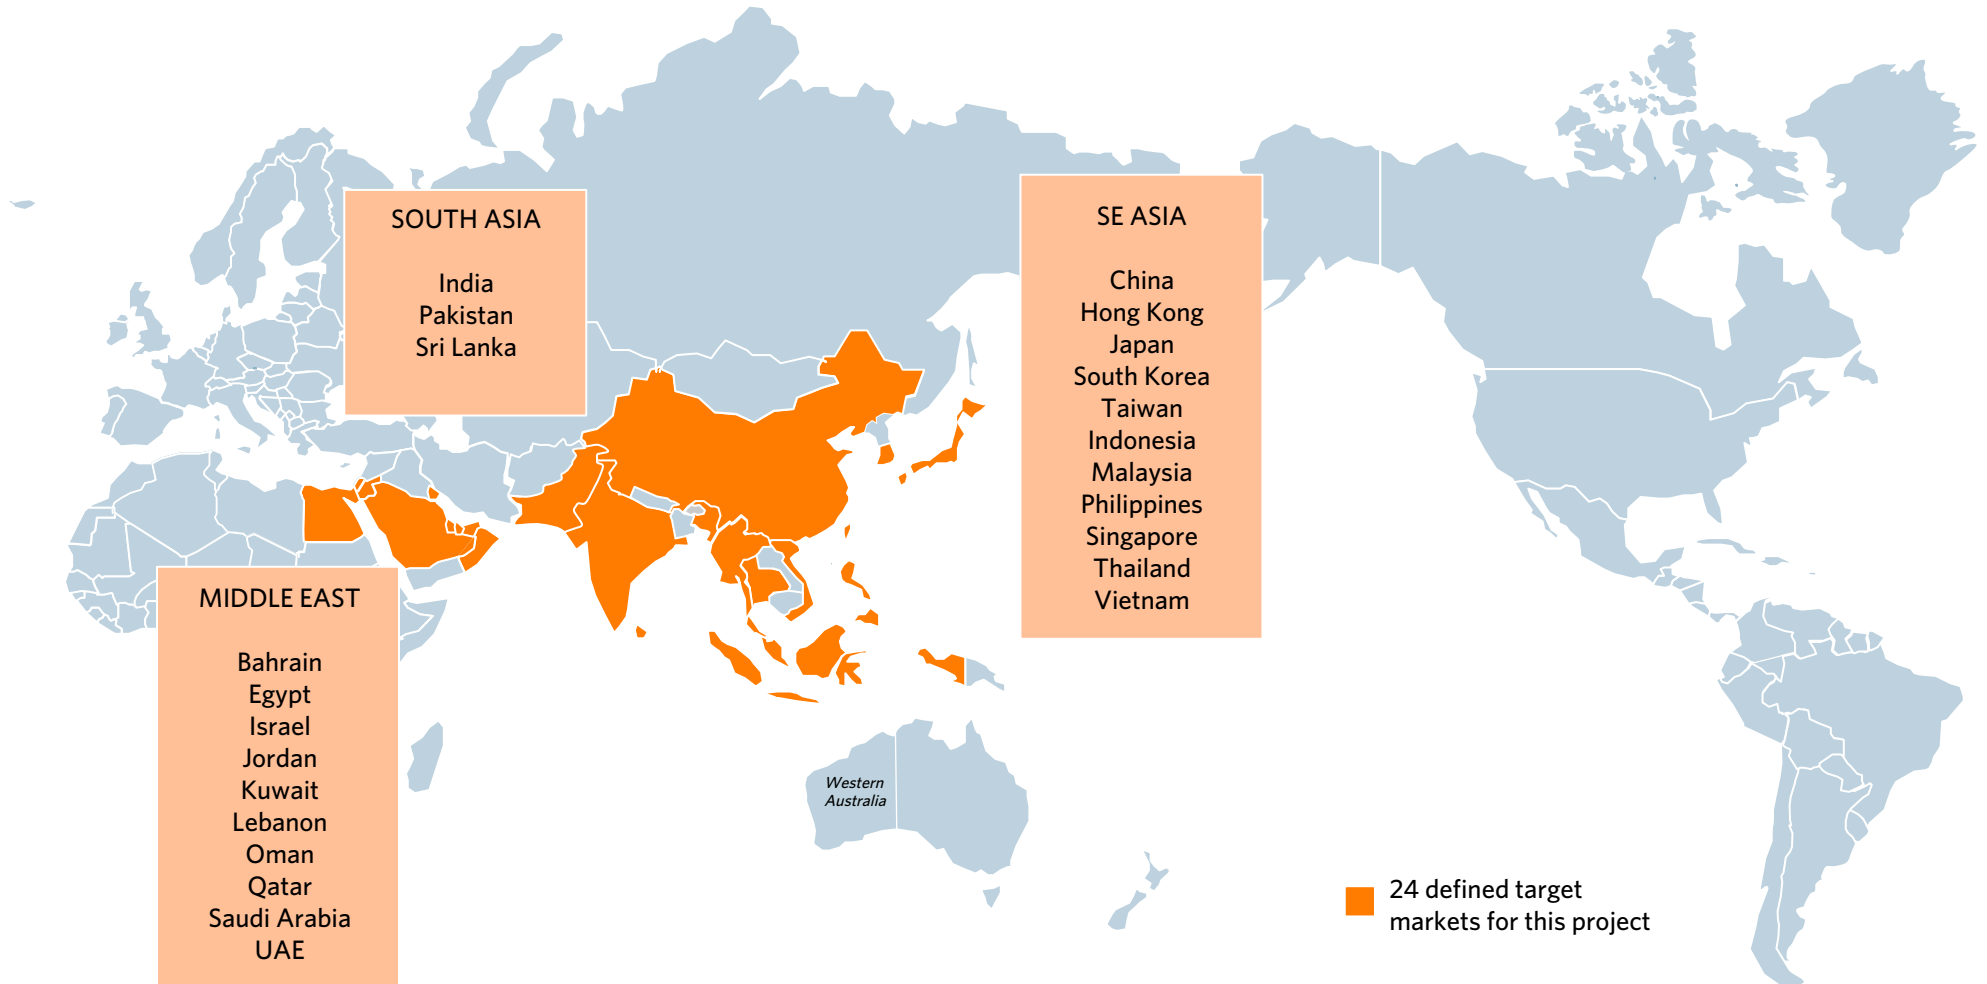 SOUTH ASIA
India
Pakistan
Sri Lanka
SE ASIA
China
Hong Kong
Japan
South Korea
Taiwan
Indonesia
Malaysia
Philippines
Singapore
Thailand
Vietnam
MIDDLE EAST
Bahrain
Egypt
Israel
Jordan
Kuwait
Lebanon
Oman
Qatar
Saudi Arabia
UAE
Western
Australia
24 defined target
markets for this project